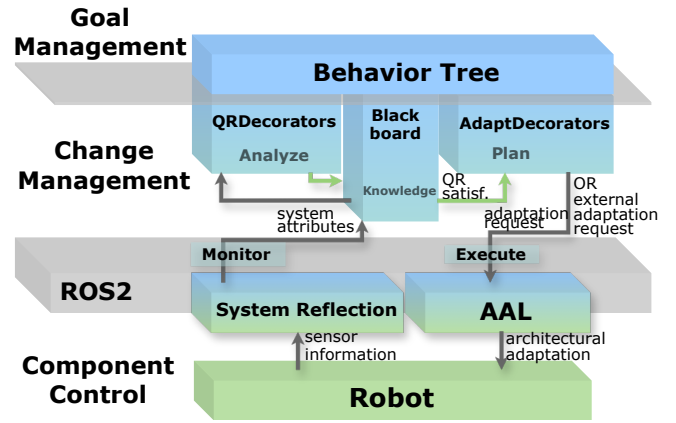 Goal
Management
Behavior Tree
QRDecorators
Analyze
Black
board
Knowledge
AdaptDecorators
Plan
Change
Management
QR
satisf.
system
attributes
adaptation
request
OR
external
adaptation
request
Monitor
Execute
ROS2
System Reflection
AAL
sensor
information
architectural
adaptation
Component
Control
Robot